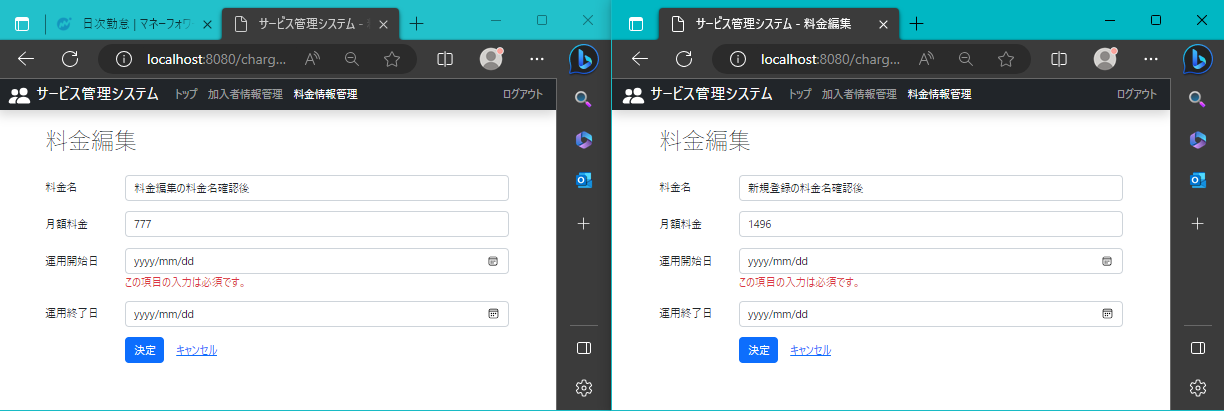 日次勤怠 | マネーフォワ
サービス管理システム -
localhost:8080/charg...
サービス管理システム
トップ
加入者情報管理
料金情報管理
ログアウト
料金編集
料金名
料金編集の料金名確認後
月額料金
777
運用開始日
yyyy/mm/dd
この項目の入力は必須です。
運用終了日
yyyy/mm/dd
決定
キャンセル
サービス管理システム - 料金編集
localhost:8080/charg...
サービス管理システム
トップ
加入者情報管理
料金情報管理
ログアウト
料金編集
料金名
新規登録の料金名確認後
月額料金
1496
運用開始日
yyyy/mm/dd
この項目の入力は必須です。
運用終了日
yyyy/mm/dd
決定
キャンセル